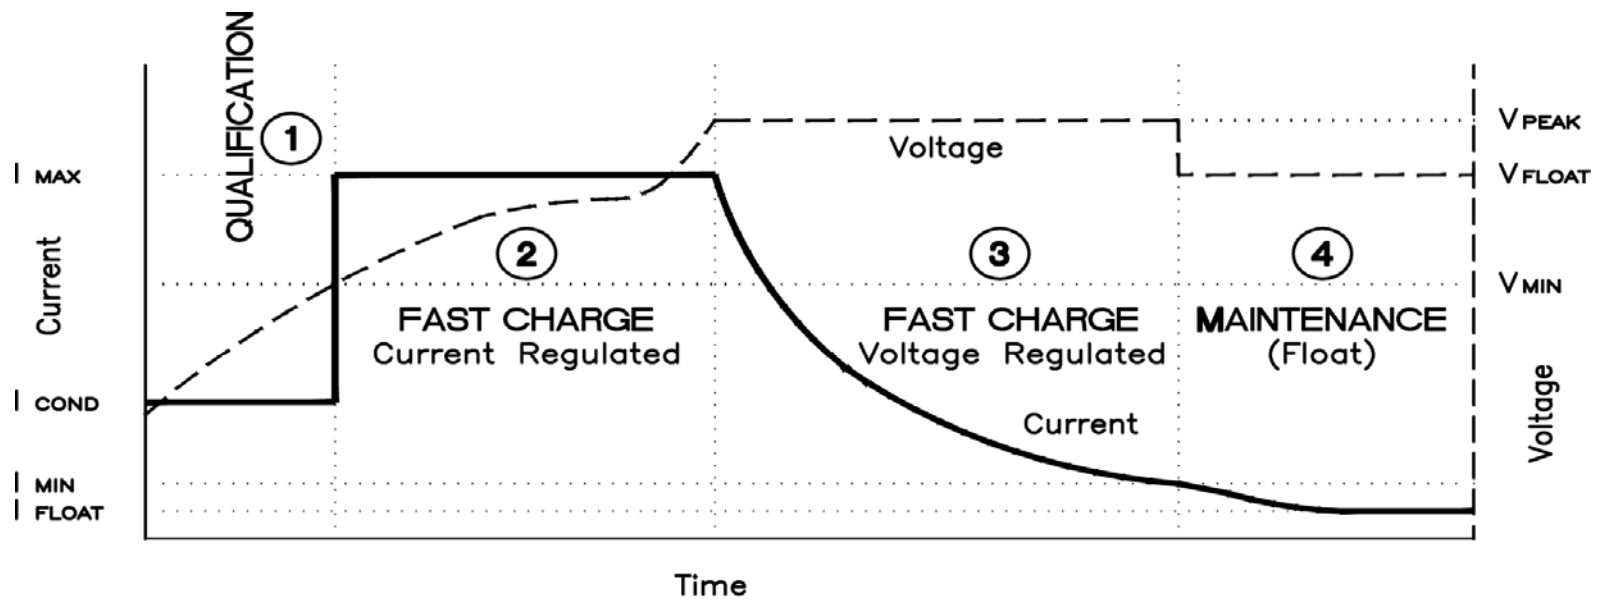 QUALIFICATION
1
V PEAK
Voltage
I MAX
V FLOAT
2
3
4
Current
V MIN
FAST CHARGE
Current Regulated
FAST CHARGE
Voltage Regulated
MAINTENANCE
(Float)
I COND
Current
Voltage
I MIN
I FLOAT
Time